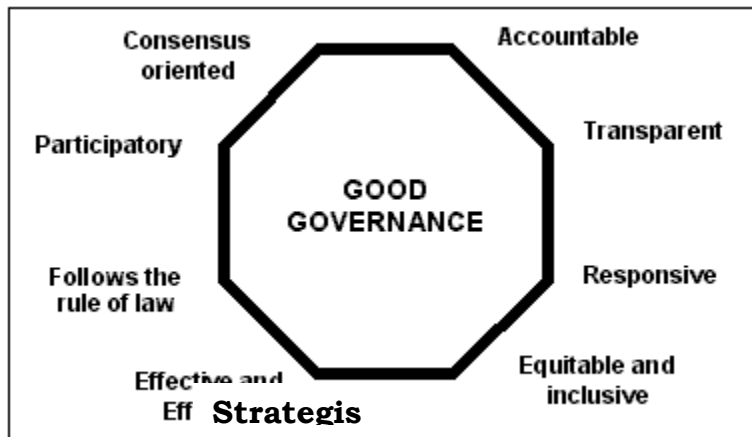 Consensus
oriented
Accountable
Participatory
Transparent
GOOD
GOVERNANCE
Follows the
rule of law
Responsive
Effective and
Eff
Strategis
Equitable and
inclusive